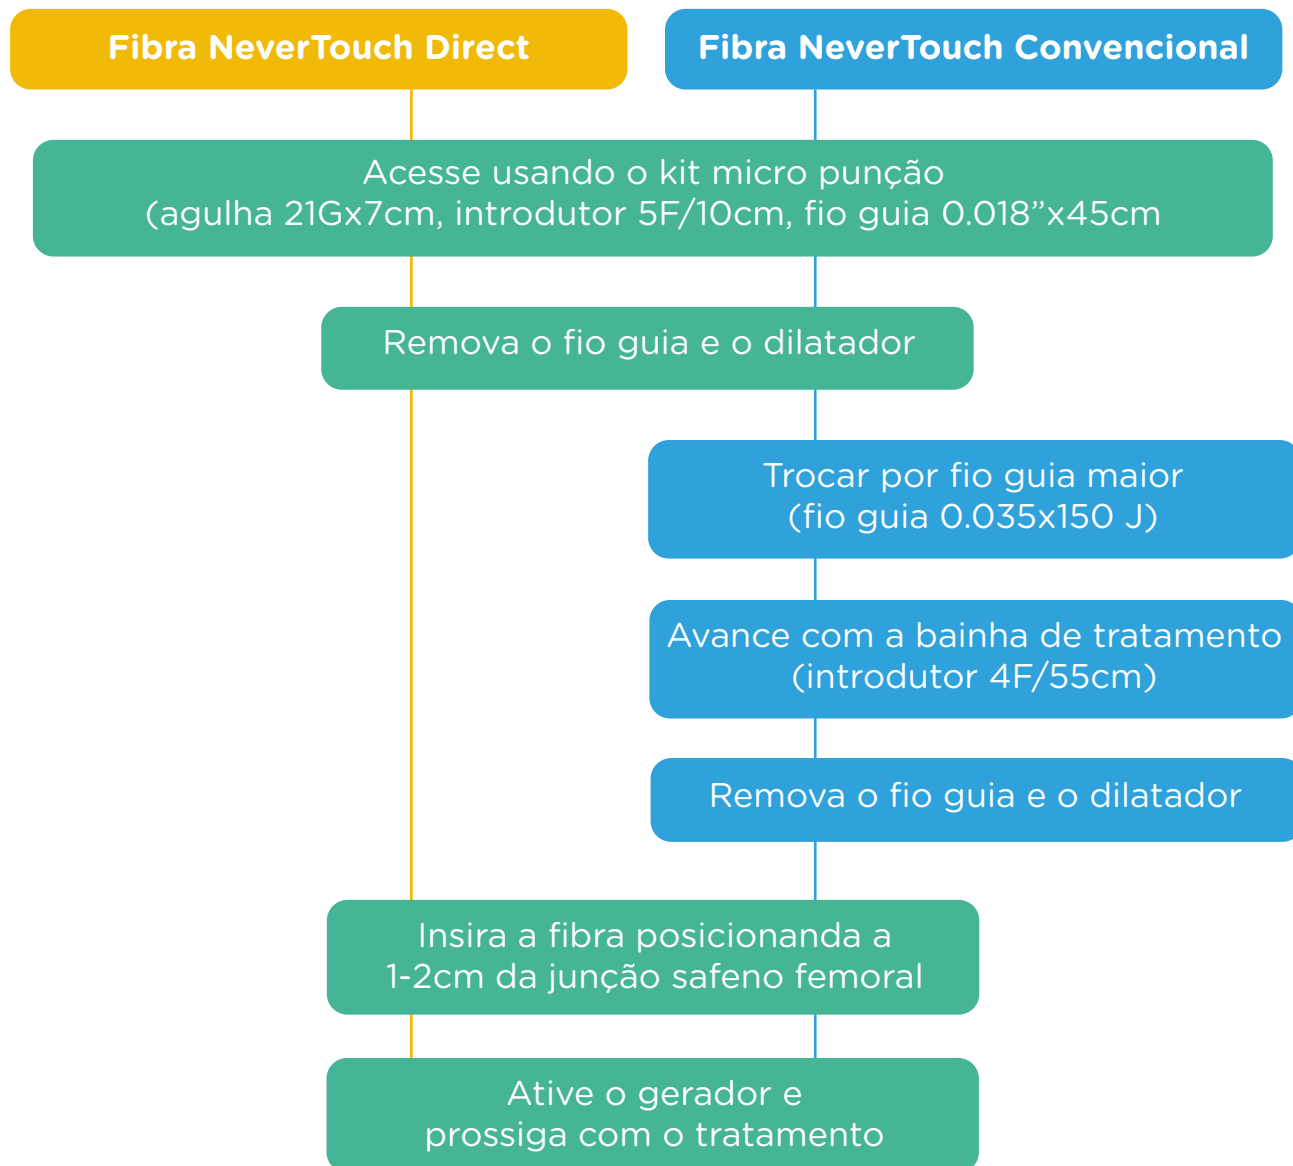 Fibra NeverTouch Direct
Fibra NeverTouch Convencional
Acesse usando o kit micro punção
(agulha 21Gx7cm, introdutor 5F/10cm, fio guia 0.018”x45cm
Remova o fio guia e o dilatador
Trocar por fio guia maior
(fio guia 0.035x150 J)
Avance com a bainha de tratamento
(introdutor 4F/55cm)
Remova o fio guia e o dilatador
Insira a fibra posicionanda a
1-2cm da junção safeno femoral
Ative o gerador e
prossiga com o tratamento